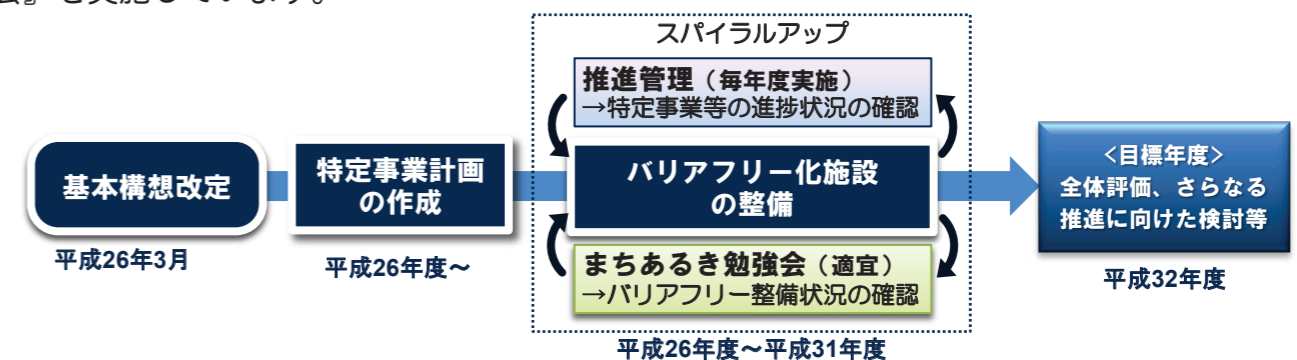 』を実施しています。
スパイラルアップ
推進管理（毎年度実施）
→特定事業等の進捗状況の確認
基本構想改定
平成26年3月
特定事業計画
の作成
平成26年度～
バリアフリー化施設
の整備
まちあるき勉強会（適宜）
→バリアフリー整備状況の確認
平成26年度～平成31年度
<目標年度>
全体評価、さらなる
推進に向けた検討等
平成32年度